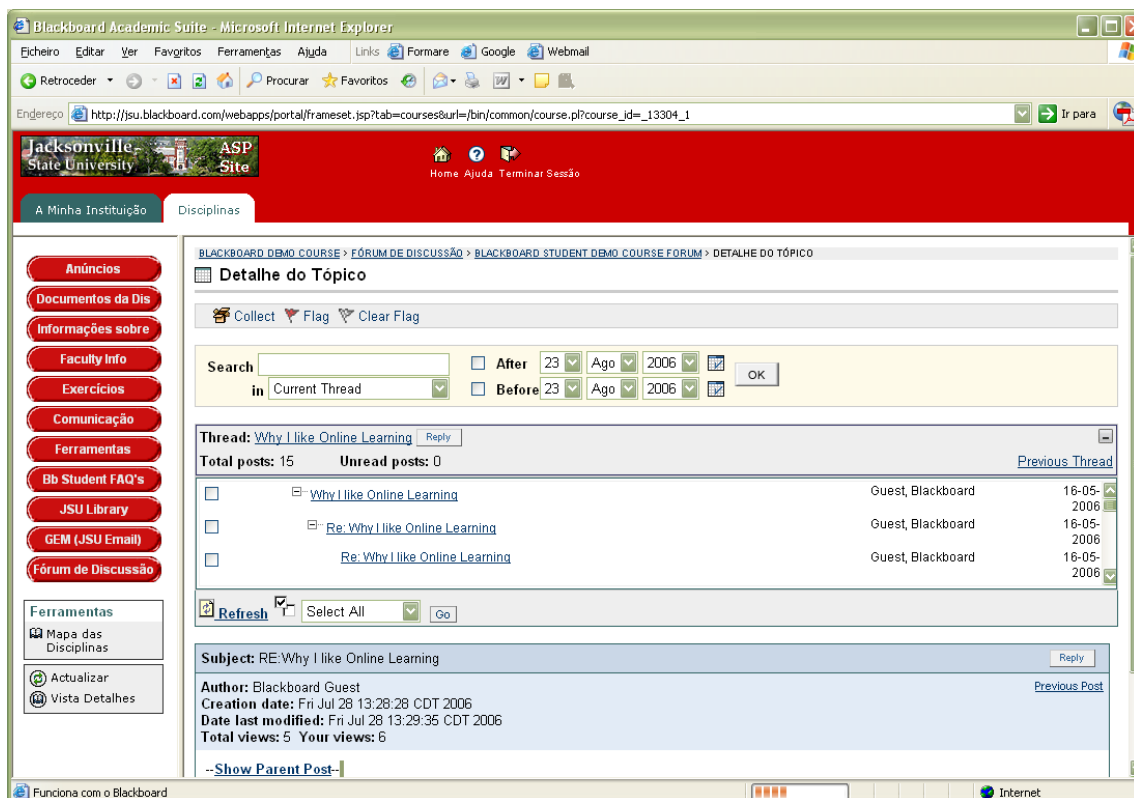 Blackboard Academic Suite - Microsoft Internet Explorer
Ficheiro Editar Ver Favoritos Ferramentas Ajuda Links Formare Google Webmail
Retroceder Procurar Favoritos
Endereço http://jsu.blackboard.com/webapps/portal/frameset.jsp?tab=courses&url=/bin/common/course.pl?course_id=_13304_1 Ir para
Jacksonville ASP
State University Site
Home Ajuda Terminar Sessão
A Minha Instituição Disciplinas
BLACKBOARD DEMO COURSE > FÓRUM DE DISCUSSÃO > BLACKBOARD STUDENT DEMO COURSE FORUM > DETALHE DO TÓPICO
Detalhe do Tópico
Collect Flag Clear Flag
Search After 23 Ago 2006 OK
in Current Thread Before 23 Ago 2006
Thread: Why I like Online Learning Reply
Total posts: 15 Unread posts: 0 Previous Thread
Why I like Online Learning Guest, Blackboard 16-05-
2006
Re: Why I like Online Learning Guest, Blackboard 16-05-
2006
Re: Why I like Online Learning Guest, Blackboard 16-05-
2006
Refresh Select All Go
Subject: RE:Why I like Online Learning Reply
Author: Blackboard Guest Previous Post
Creation date: Fri Jul 28 13:28:28 CDT 2006
Date last modified: Fri Jul 28 13:29:35 CDT 2006
Total views: 5 Your views: 6
--Show Parent Post--
Anúncios
Documentos da Dis
Informações sobre
Faculty Info
Exercícios
Comunicação
Ferramentas
Bb Student FAQ's
JSU Library
GEM (JSU Email)
Fórum de Discussão
Ferramentas
Mapa das
Disciplinas
Actualizar
Vista Detalhes
Funciona com o Blackboard Internet